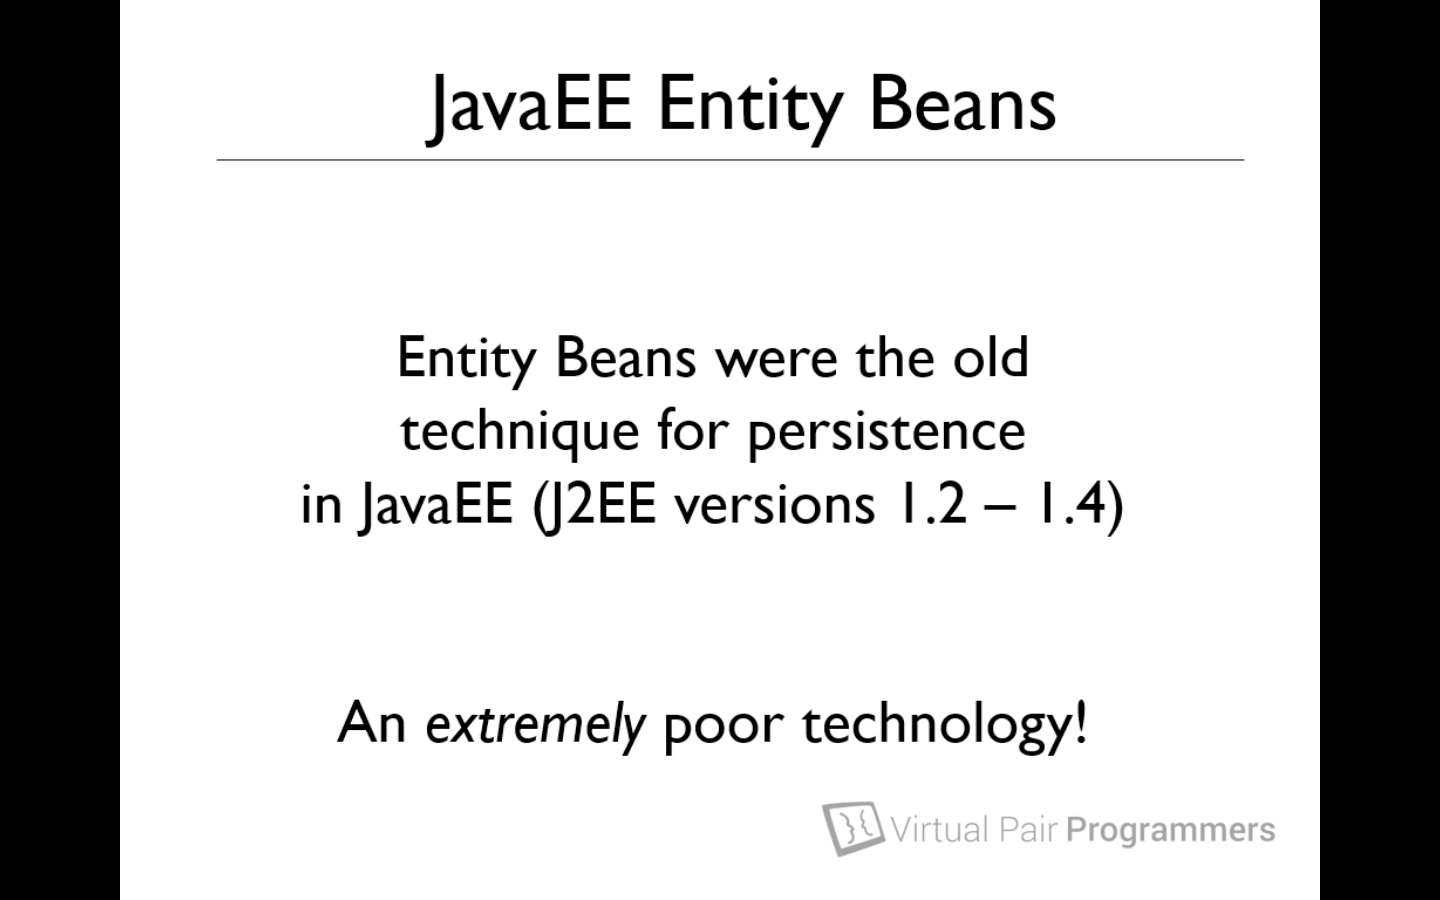 JavaEE Entity Beans
Entity Beans were the old
technique for persistence
in JavaEE (J2EE versions 1.2 – 1.4)
An extremely poor technology!
Virtual Pair Programmers